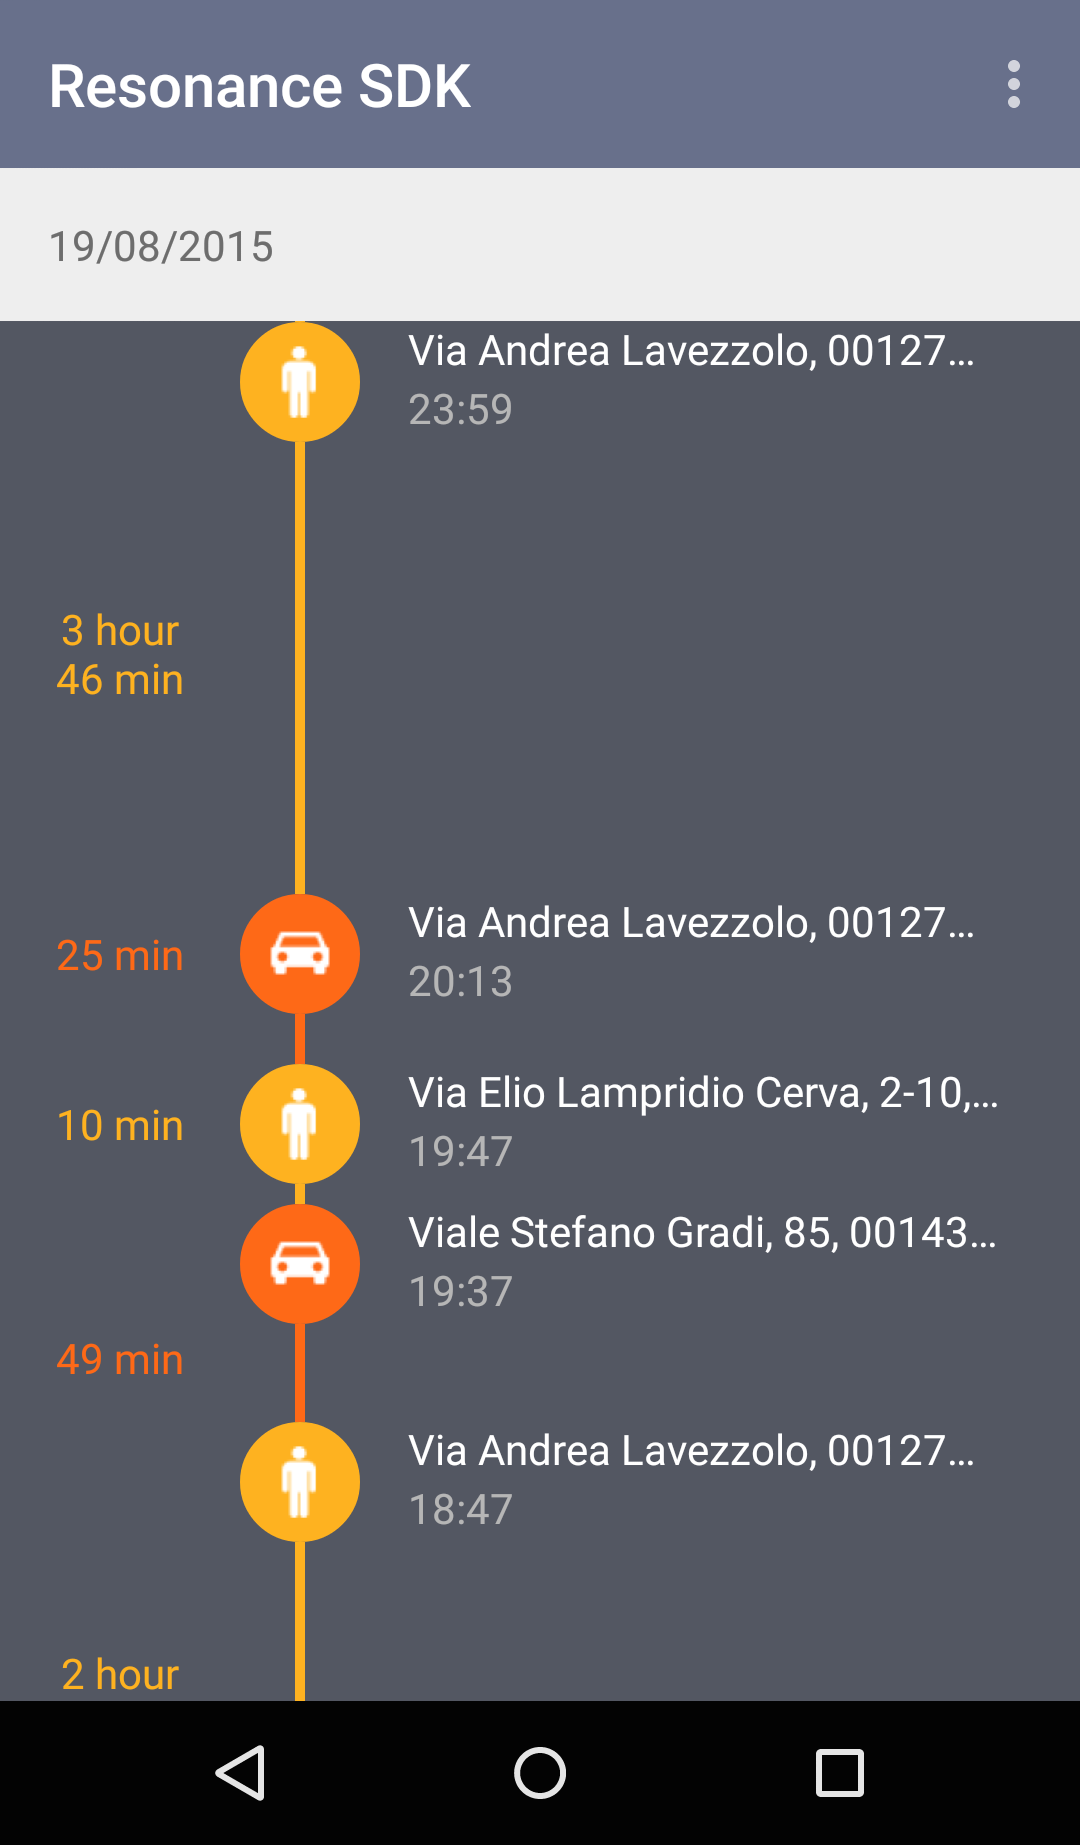 Resonance SDK
19/08/2015
Via Andrea Lavezzolo, 00127...
23:59
3 hour
46 min
Via Andrea Lavezzolo, 00127...
25 min
20:13
Via Elio Lampridio Cerva, 2-10,...
10 min
19:47
Viale Stefano Gradi, 85, 00143...
19:37
49 min
Via Andrea Lavezzolo, 00127...
18:47
2 hour